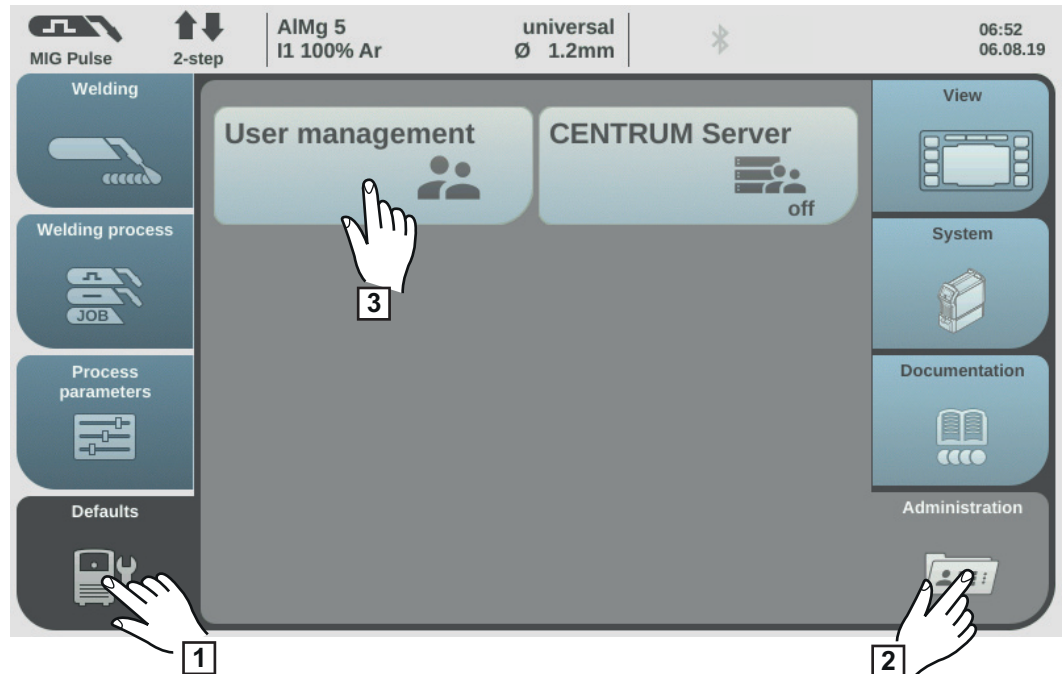 MIG Pulse
2-step
AlMg 5 universal
I1 100% Ar Ø 1.2mm
06:52
06.08.19
Welding
Welding process
JOB
Process
parameters
Defaults
User management
CENTRUM Server
off
3
View
System
Documentation
Administration
1
2